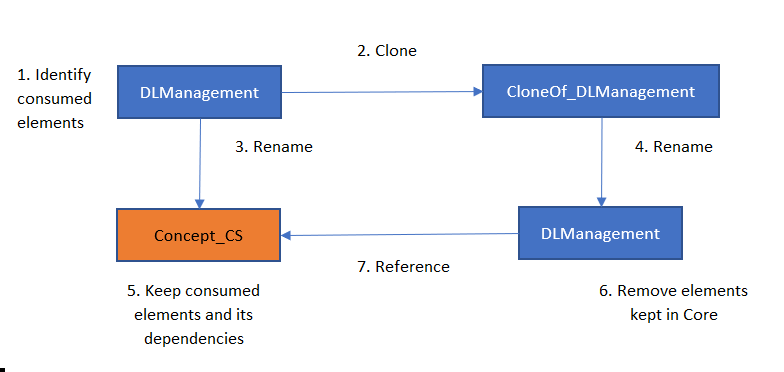 2. Clone
1. Identify
consumed
elements
DLManagement
CloneOf_DLManagement
3. Rename
4. Rename
Concept_CS
DLManagement
7. Reference
5. Keep consumed
elements and its
dependencies
6. Remove elements
kept in Core